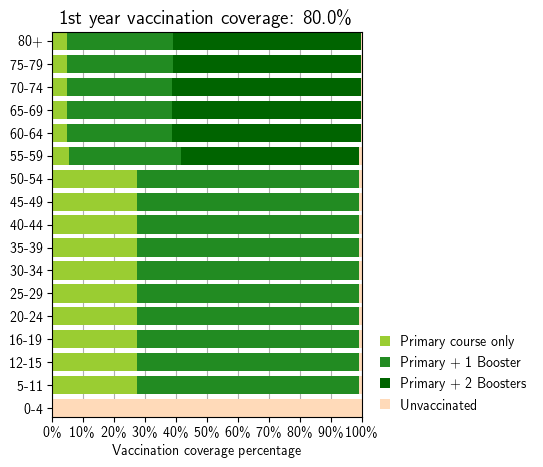 1st year vaccination coverage: 80.0%
80+
75-79
70-74
65-69
60-64
55-59
50-54
45-49
40-44
35-39
30-34
25-29
20-24
16-19
12-15
5-11
0-4
0% 10% 20% 30% 40% 50% 60% 70% 80% 90% 100%
Vaccination coverage percentage
Primary course only
Primary + 1 Booster
Primary + 2 Boosters
Unvaccinated